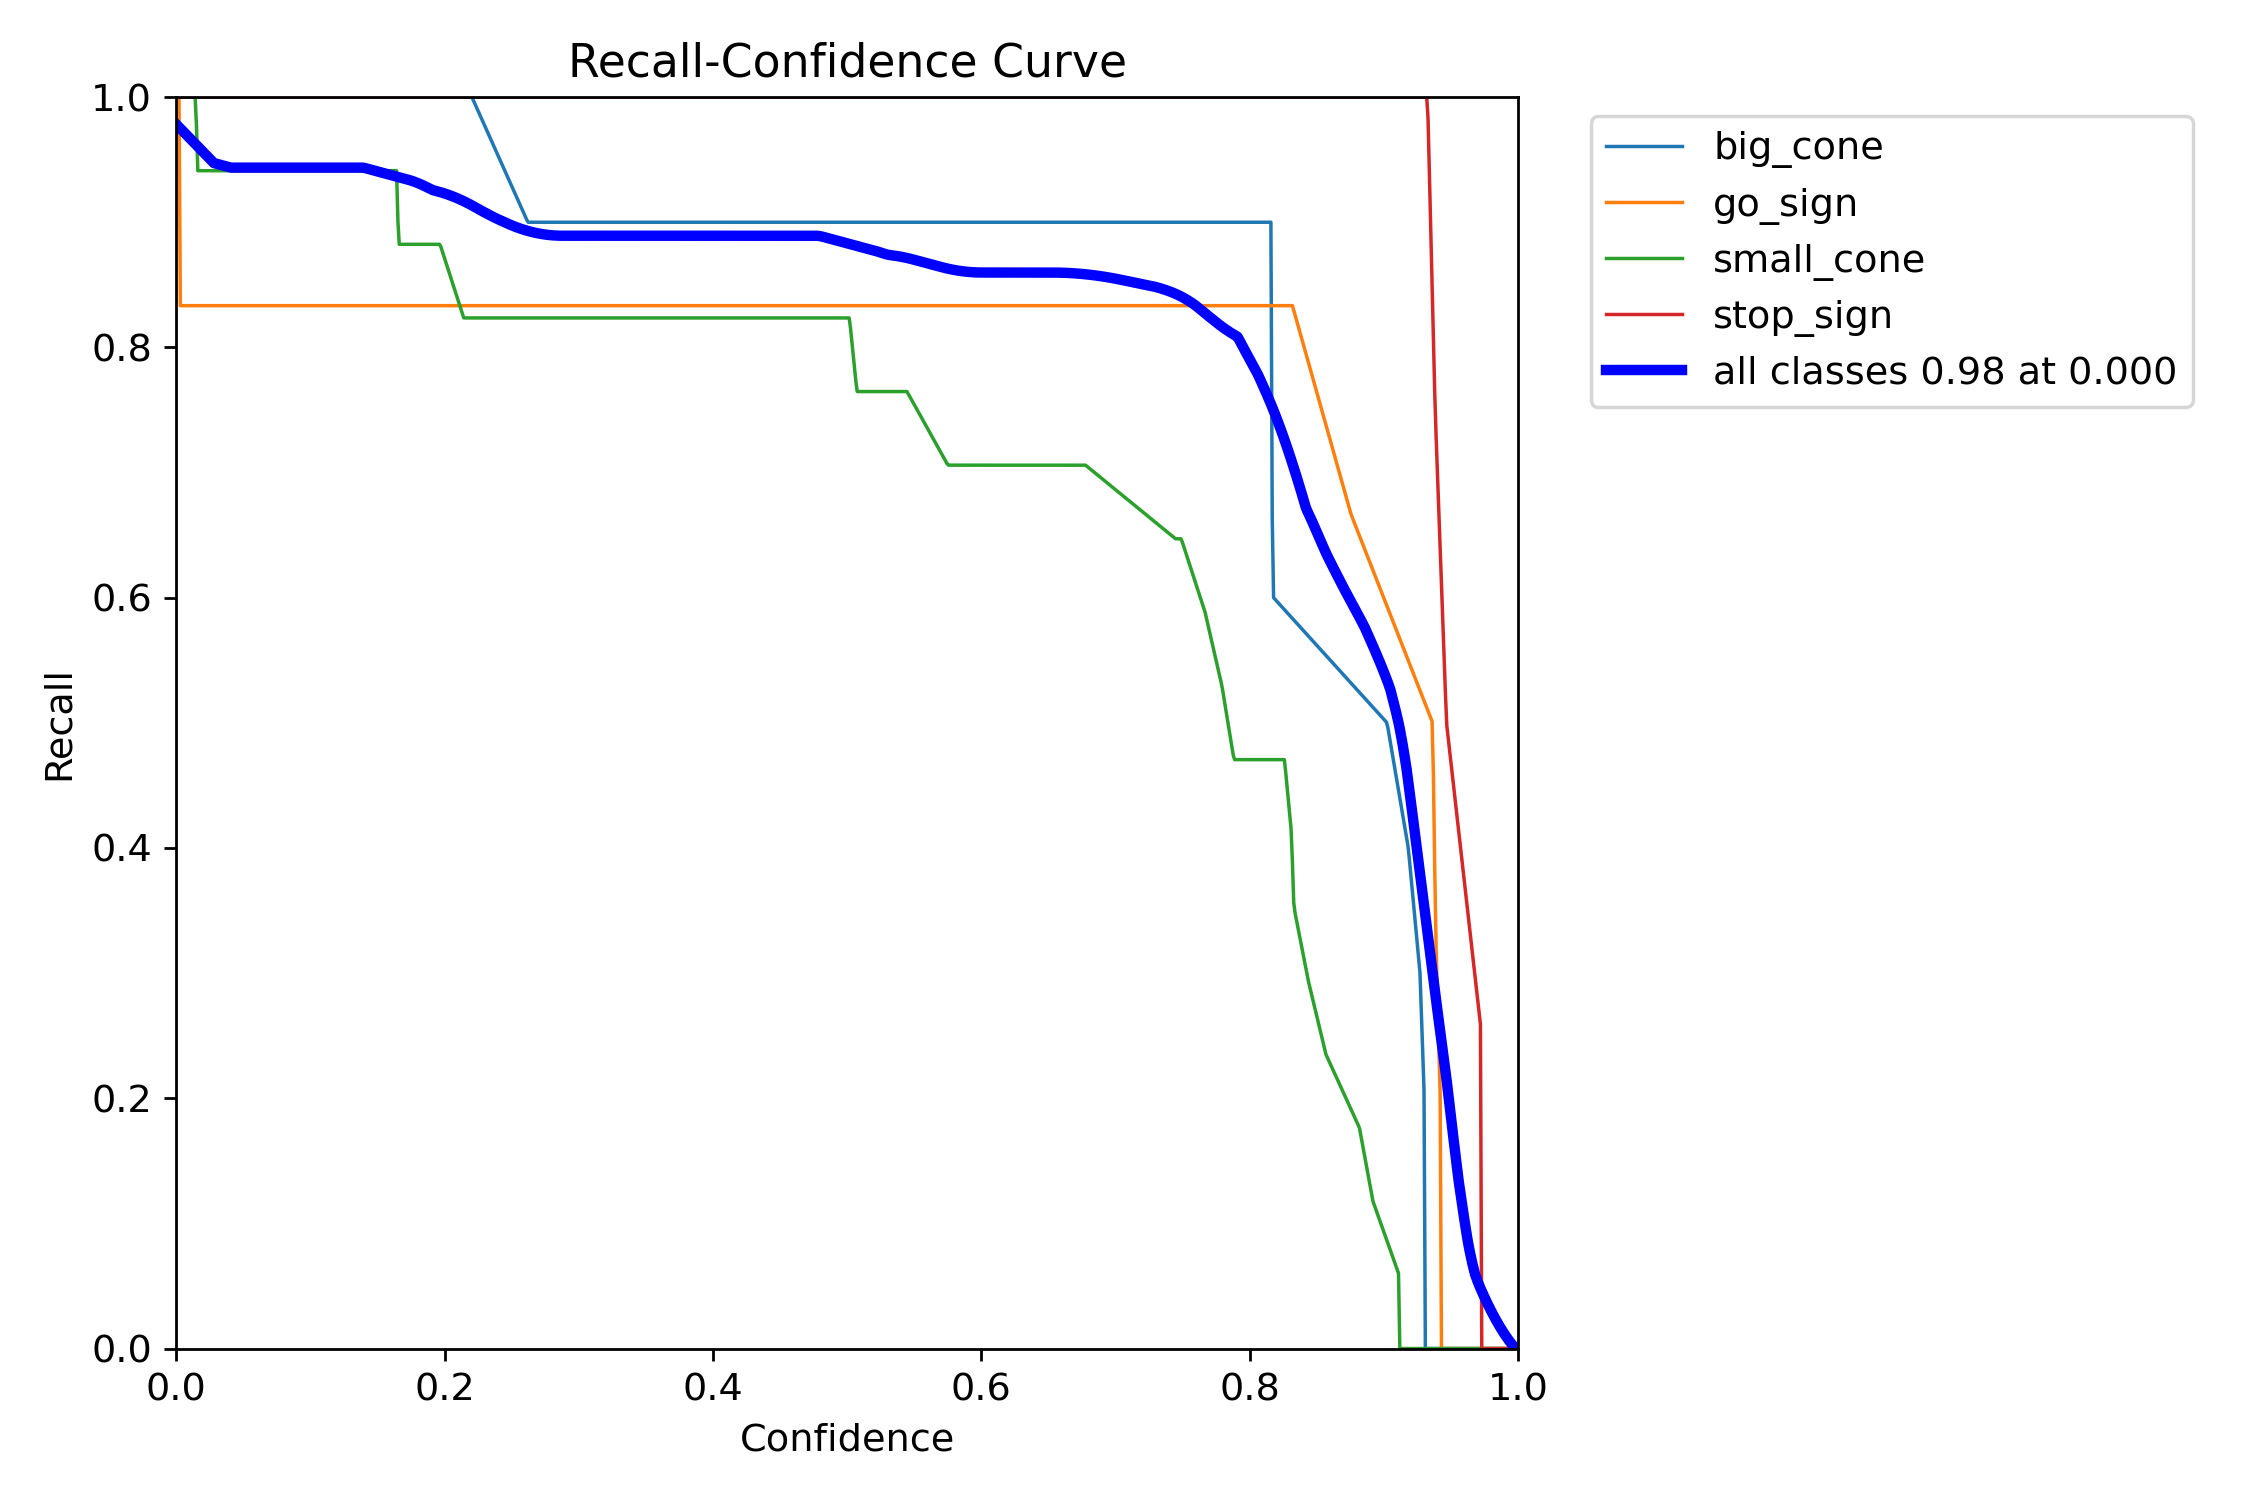 Recall-Confidence Curve
1.0
0.8
0.6
0.4
0.2
0.0
Recall
0.0 0.2 0.4 0.6 0.8 1.0
Confidence
big_cone
go_sign
small_cone
stop_sign
all classes 0.98 at 0.000